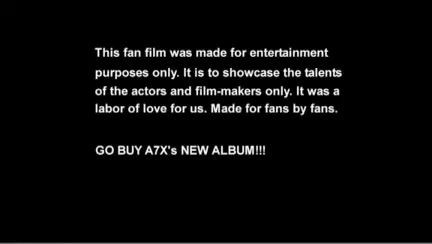 This fan film was made for entertainment
purposes only. It is to showcase the talents
of the actors and film-makers only. It was a
labor of love for us. Made for fans by fans.
GO BUY A7X's NEW ALBUM!!!